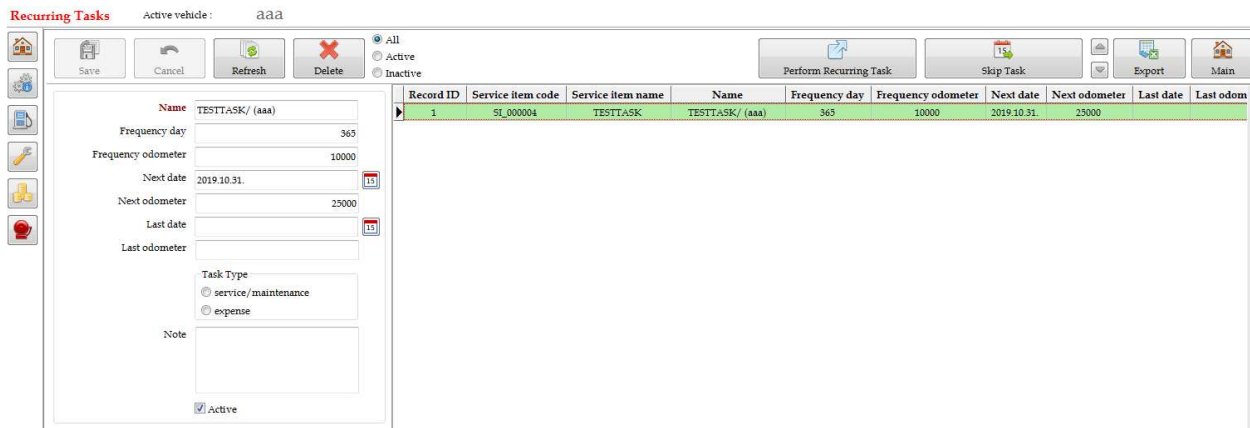 Recurring Tasks Active vehicle : aaa
Save Cancel Refresh Delete
All
Active
Inactive
Perform Recurring Task 15 Skip Task Export Main
Name TESTTASK/ (aaa)
Frequency day 365
Frequency odometer 10000
Next date 2019.10.31. 15
Next odometer 25000
Last date 15
Last odometer
Task Type
service/maintenance
expense
Note
Active
Record ID Service item code Service item name Name Frequency day Frequency odometer Next date Next odometer Last date Last odom
1 SI_000004 TESTTASK TESTTASK/ (aaa) 365 10000 2019.10.31. 25000